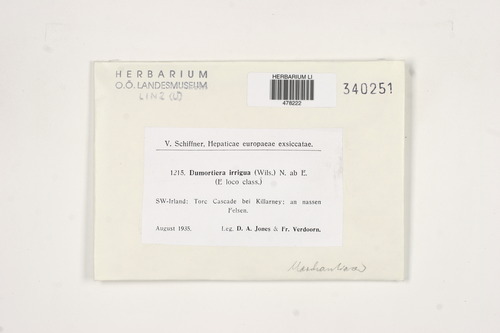 HERBARIUM
O.Ö. LANDESMUSEUM
LINZ (LI)
HERBARIUM LI
478222
340251
V. Schiffner, Hepaticae europaeae exsiccatae.
1215. Dumortiera irrigua (Wils.) N. ab E.
(E loco class.)
SW-Irland: Torc Cascade bei Killarney; an nassen
Felsen.
August 1935. Leg. D. A. Jones & Fr. Verdoorn.